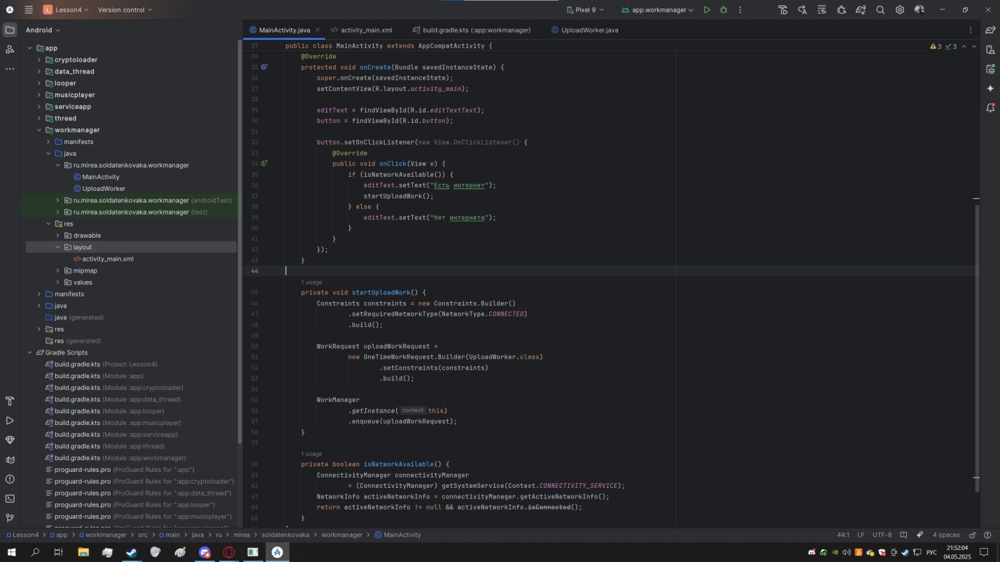 L Lesson4 Version control Pixel 9 app.workmanager
Android
MainActivity.java activity_main.xml build.gradle.kts (:app:workmanager) UploadWorker.java
app
cryptoloader
data_thread
looper
musicplayer
serviceapp
thread
workmanager
manifests
java
ru.mirea.soldatenkovaka.workmanager
MainActivity
UploadWorker
ru.mirea.soldatenkovaka.workmanager (androidTest)
ru.mirea.soldatenkovaka.workmanager (test)
res
drawable
layout
activity_main.xml
mipmap
values
manifests
java
java (generated)
res
res (generated)
Gradle Scripts
build.gradle.kts (Project: Lesson4)
build.gradle.kts (Module :app)
build.gradle.kts (Module :app:cryptoloader)
build.gradle.kts (Module :app:data_thread)
build.gradle.kts (Module :app:looper)
build.gradle.kts (Module :app:musicplayer)
build.gradle.kts (Module :app:serviceapp)
build.gradle.kts (Module :app:thread)
build.gradle.kts (Module :app:workmanager)
proguard-rules.pro (ProGuard Rules for ":app")
proguard-rules.pro (ProGuard Rules for ":app:cryptoloader")
proguard-rules.pro (ProGuard Rules for ":app:data_thread")
proguard-rules.pro (ProGuard Rules for ":app:looper")
proguard-rules.pro (ProGuard Rules for ":app:musicplayer")
19 public class MainActivity extends AppCompatActivity { 3 3
24 @Override
25 protected void onCreate(Bundle savedInstanceState) {
26 super.onCreate(savedInstanceState);
27 setContentView(R.layout.activity_main);
28
29 editText = findViewById(R.id.editTextText);
30 button = findViewById(R.id.button);
31
32 button.setOnClickListener(new View.OnClickListener() {
33 @Override
34 public void onClick(View v) {
35 if (isNetworkAvailable()) {
36 editText.setText("Есть интернет");
37 startUploadWork();
38 } else {
39 editText.setText("Нет интернета");
40 }
41 }
42 });
43 }
44
1 usage
45 private void startUploadWork() {
46 Constraints constraints = new Constraints.Builder()
47 .setRequiredNetworkType(NetworkType.CONNECTED)
48 .build();
49
50 WorkRequest uploadWorkRequest =
51 new OneTimeWorkRequest.Builder(UploadWorker.class)
52 .setConstraints(constraints)
53 .build();
54
55 WorkManager
56 .getInstance( context: this)
57 .enqueue(uploadWorkRequest);
58 }
59
1 usage
60 private boolean isNetworkAvailable() {
61 ConnectivityManager connectivityManager
62 = (ConnectivityManager) getSystemService(Context.CONNECTIVITY_SERVICE);
63 NetworkInfo activeNetworkInfo = connectivityManager.getActiveNetworkInfo();
64 return activeNetworkInfo != null && activeNetworkInfo.isConnected();
65 }
Lesson4 > app > workmanager > src > main > java > ru > mirea > soldatenkovaka > workmanager > MainActivity 44:1 LF UTF-8 4 spaces
РУС 21:52:04
04.05.2025